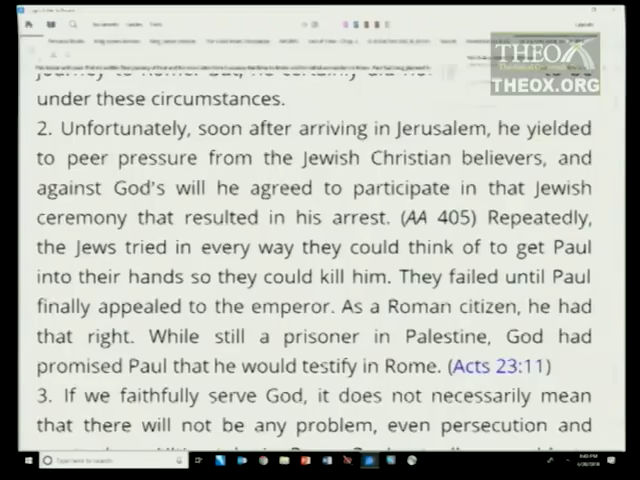 THEOX
THEOX.ORG
under these circumstances.
2. Unfortunately, soon after arriving in Jerusalem, he yielded
to peer pressure from the Jewish Christian believers, and
against God's will he agreed to participate in that Jewish
ceremony that resulted in his arrest. (AA 405) Repeatedly,
the Jews tried in every way they could think of to get Paul
into their hands so they could kill him. They failed until Paul
finally appealed to the emperor. As a Roman citizen, he had
that right. While still a prisoner in Palestine, God had
promised Paul that he would testify in Rome. (Acts 23:11)
3. If we faithfully serve God, it does not necessarily mean
that there will not be any problem, even persecution and